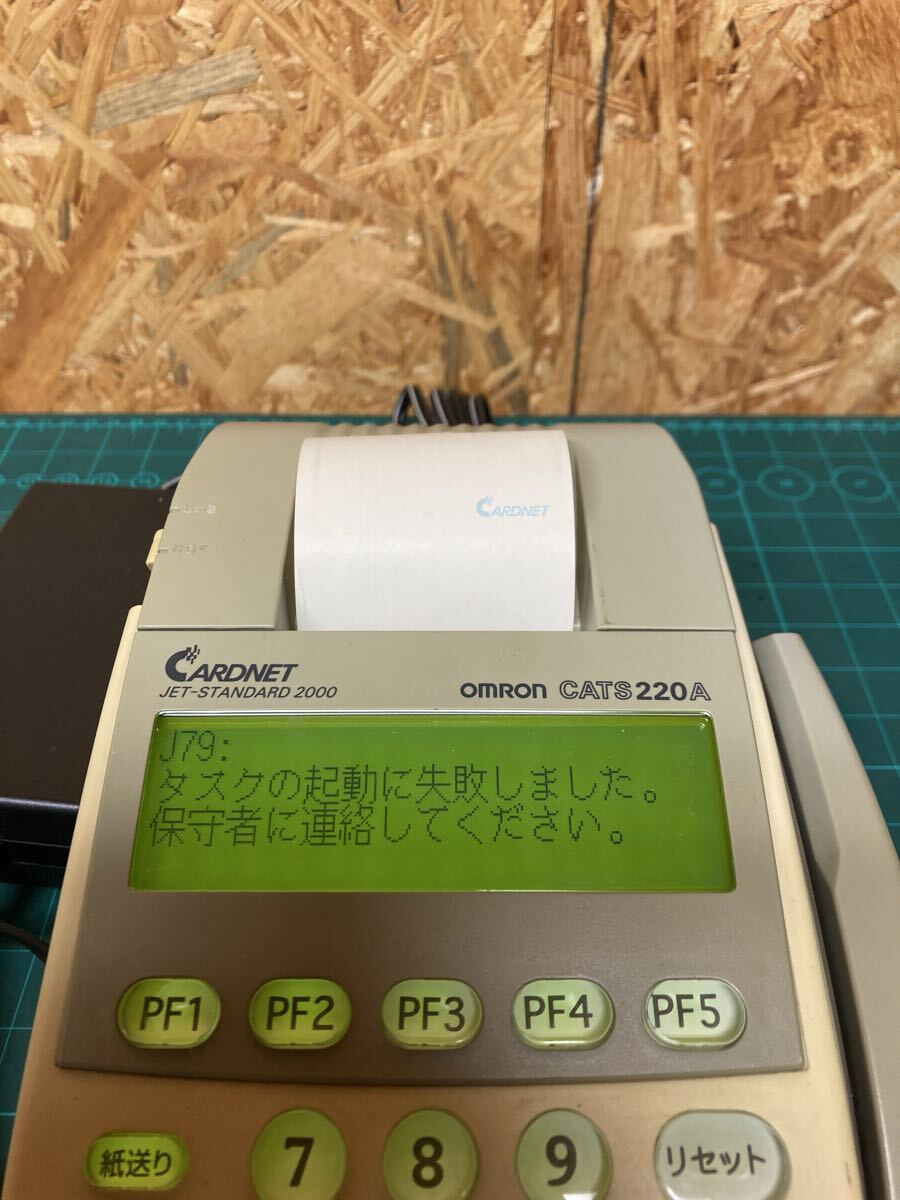 CARDNET
CARDNET
JET-STANDARD 2000
OMRON CATS220A
J79:
タスクの起動に失敗しました。
保守者に連絡してください。
PF1 PF2 PF3 PF4 PF5
紙送り 7 8 9 リセット